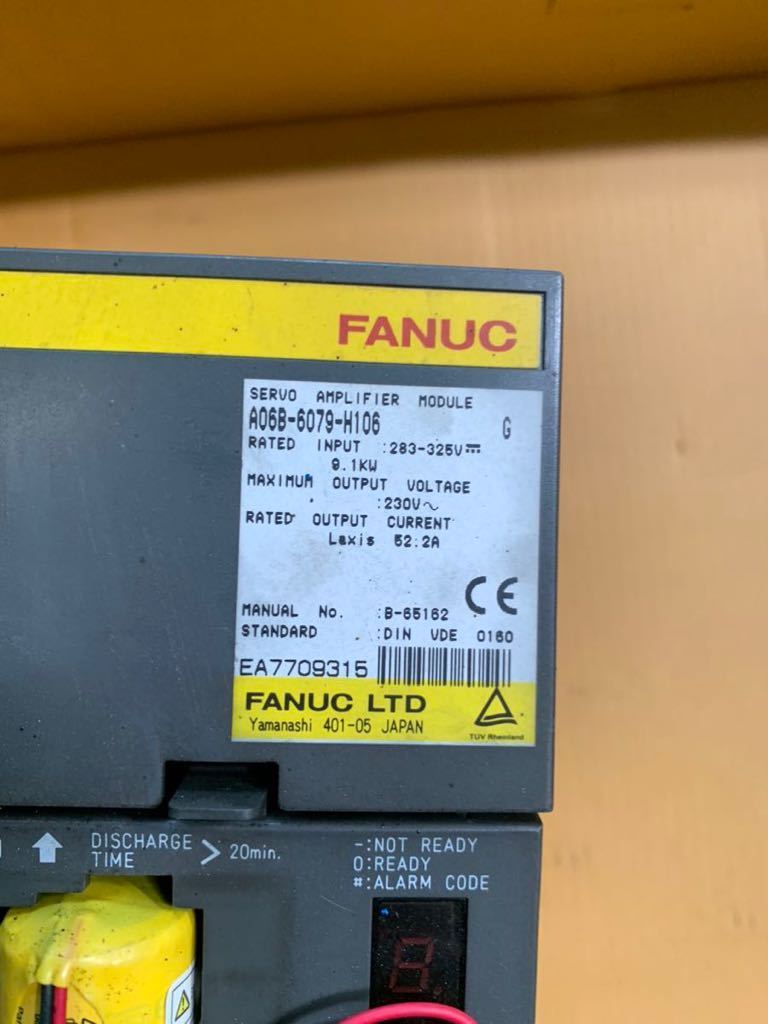 FANUC
SERVO AMPLIFIER MODULE
A06B-6079-H106 G
RATED INPUT :283-325V⎓
9.1KW
MAXIMUM OUTPUT VOLTAGE
:230V~
RATED OUTPUT CURRENT
Laxis 52.2A
CE
MANUAL No. :B-65162
STANDARD :DIN VDE 0160
EA7709315
FANUC LTD
Yamanashi 401-05 JAPAN
TÜV Rheinland
DISCHARGE TIME > 20min.
-:NOT READY
0:READY
#:ALARM CODE